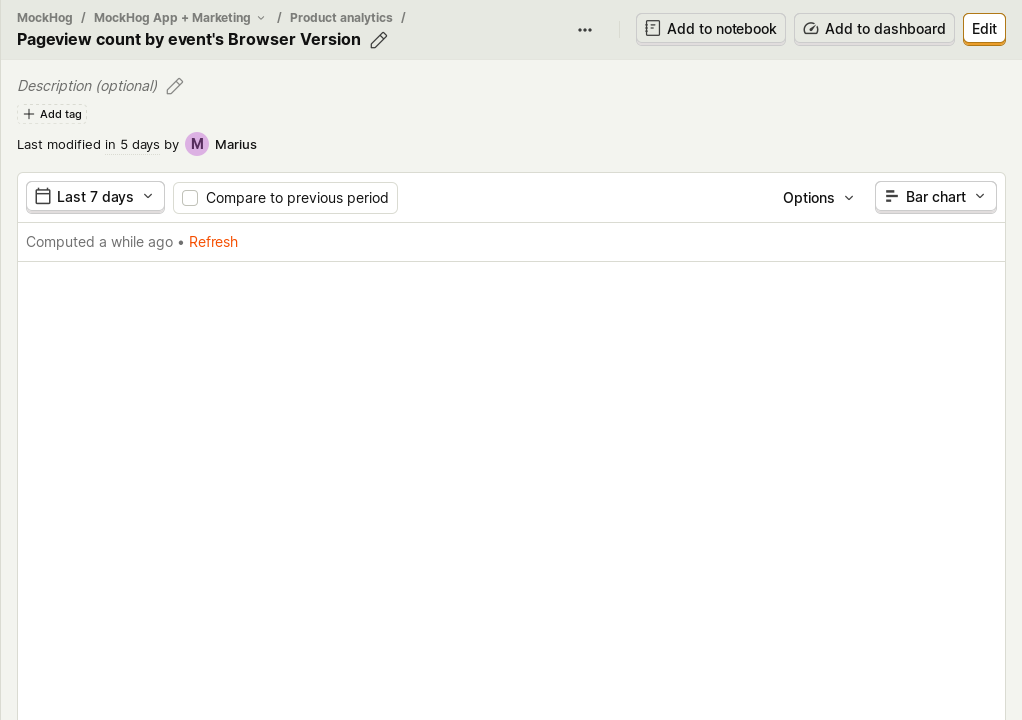 MockHog / MockHog App + Marketing / Product analytics /
Pageview count by event's Browser Version
Add to notebook
Add to dashboard
Edit
Description (optional)
Add tag
Last modified in 5 days by M Marius
Last 7 days
Compare to previous period
Options
Bar chart
Computed a while ago • Refresh